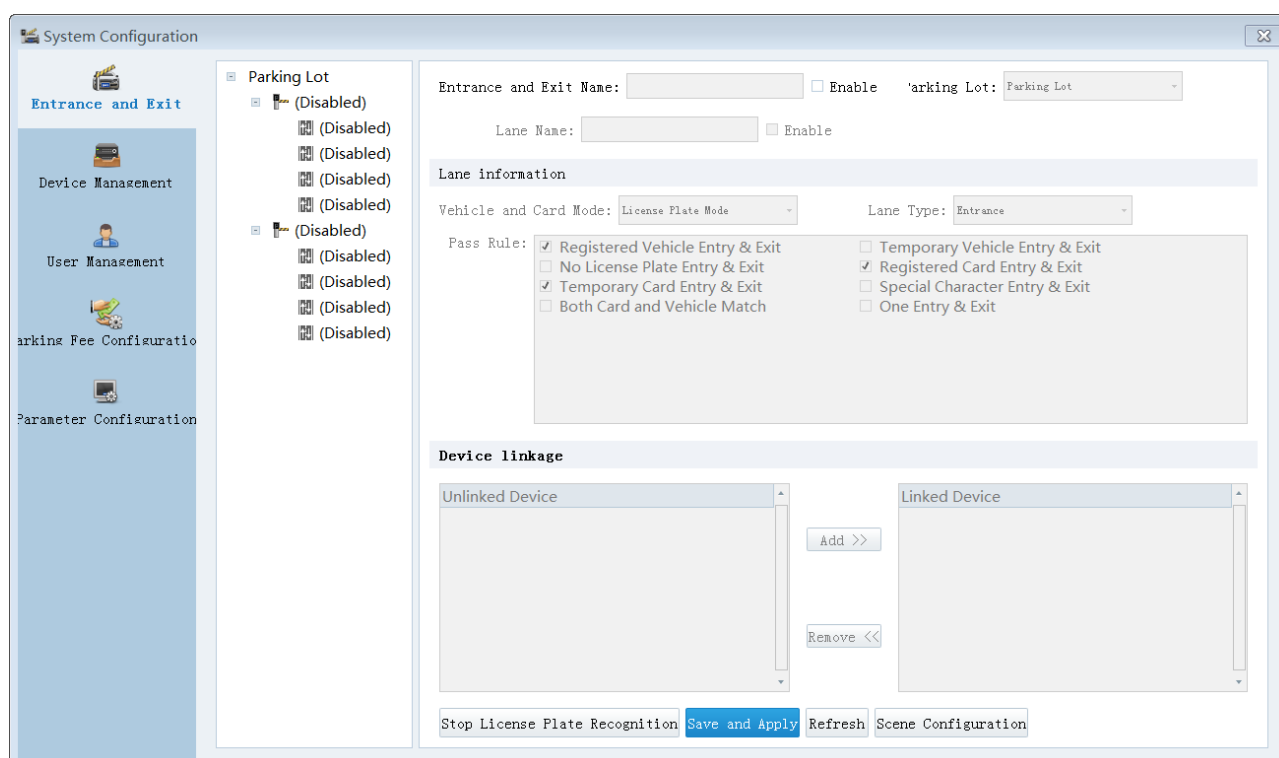 System Configuration
Entrance and Exit
Device Management
User Management
arking Fee Configuratio
Parameter Configuration
Parking Lot
(Disabled)
(Disabled)
(Disabled)
(Disabled)
(Disabled)
(Disabled)
(Disabled)
(Disabled)
(Disabled)
(Disabled)
Entrance and Exit Name: Enable 'arking Lot: Parking Lot
Lane Name: Enable
Lane information
Vehicle and Card Mode: License Plate Mode Lane Type: Entrance
Pass Rule: Registered Vehicle Entry & Exit Temporary Vehicle Entry & Exit
No License Plate Entry & Exit Registered Card Entry & Exit
Temporary Card Entry & Exit Special Character Entry & Exit
Both Card and Vehicle Match One Entry & Exit
Device linkage
Unlinked Device Linked Device
Add >>
Remove <<
Stop License Plate Recognition Save and Apply Refresh Scene Configuration